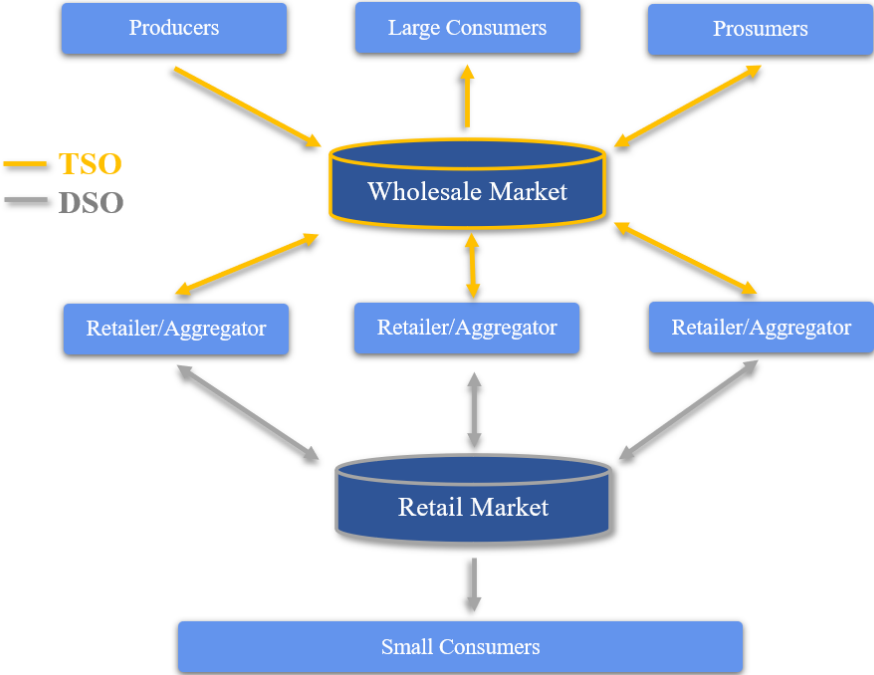 Producers
Large Consumers
Prosumers
TSO
DSO
Wholesale Market
Retailer/Aggregator
Retailer/Aggregator
Retailer/Aggregator
Retail Market
Small Consumers